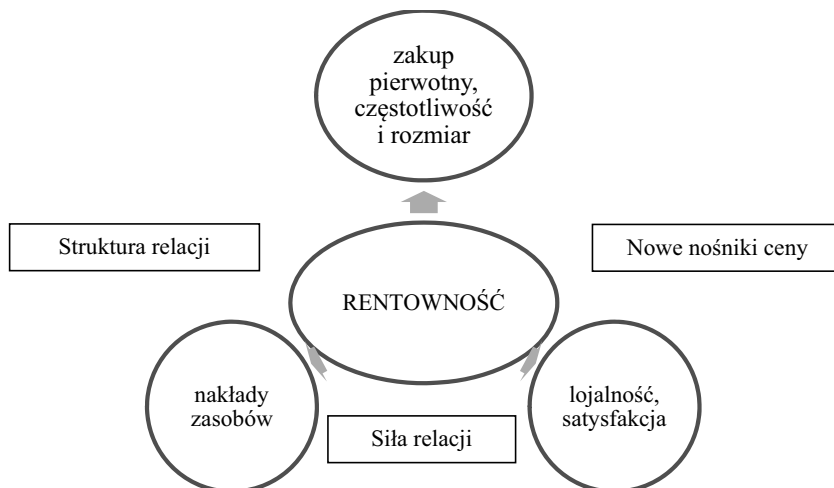 zakup
pierwotny,
częstotliwość
i rozmiar
Struktura relacji
Nowe nośniki ceny
RENTOWNOŚĆ
nakłady
zasobów
lojalność,
satysfakcja
Siła relacji